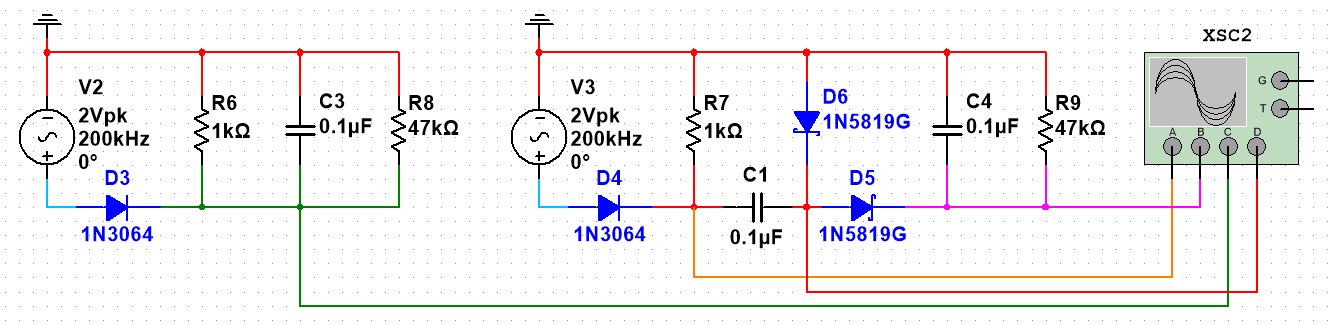 XSC2
G
T
A B C D
V2
2Vpk
200kHz
0°
R6
1kΩ
C3
0.1µF
R8
47kΩ
D3
1N3064
V3
2Vpk
200kHz
0°
R7
1kΩ
D6
1N5819G
C4
0.1µF
R9
47kΩ
D4
1N3064
C1
0.1µF
D5
1N5819G